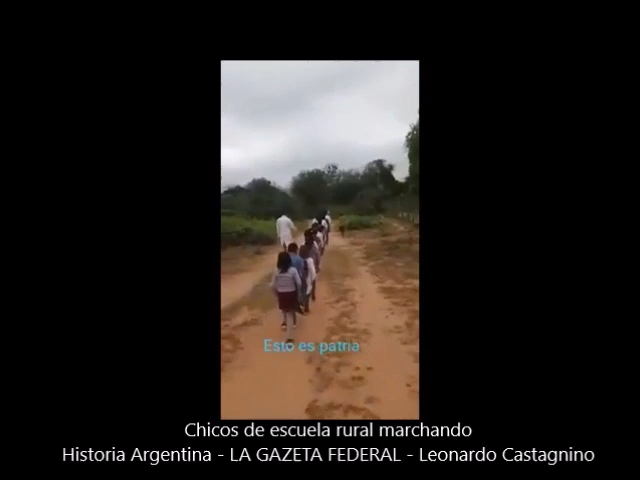 Esto es patria
Chicos de escuela rural marchando
Historia Argentina - LA GAZETA FEDERAL - Leonardo Castagnino